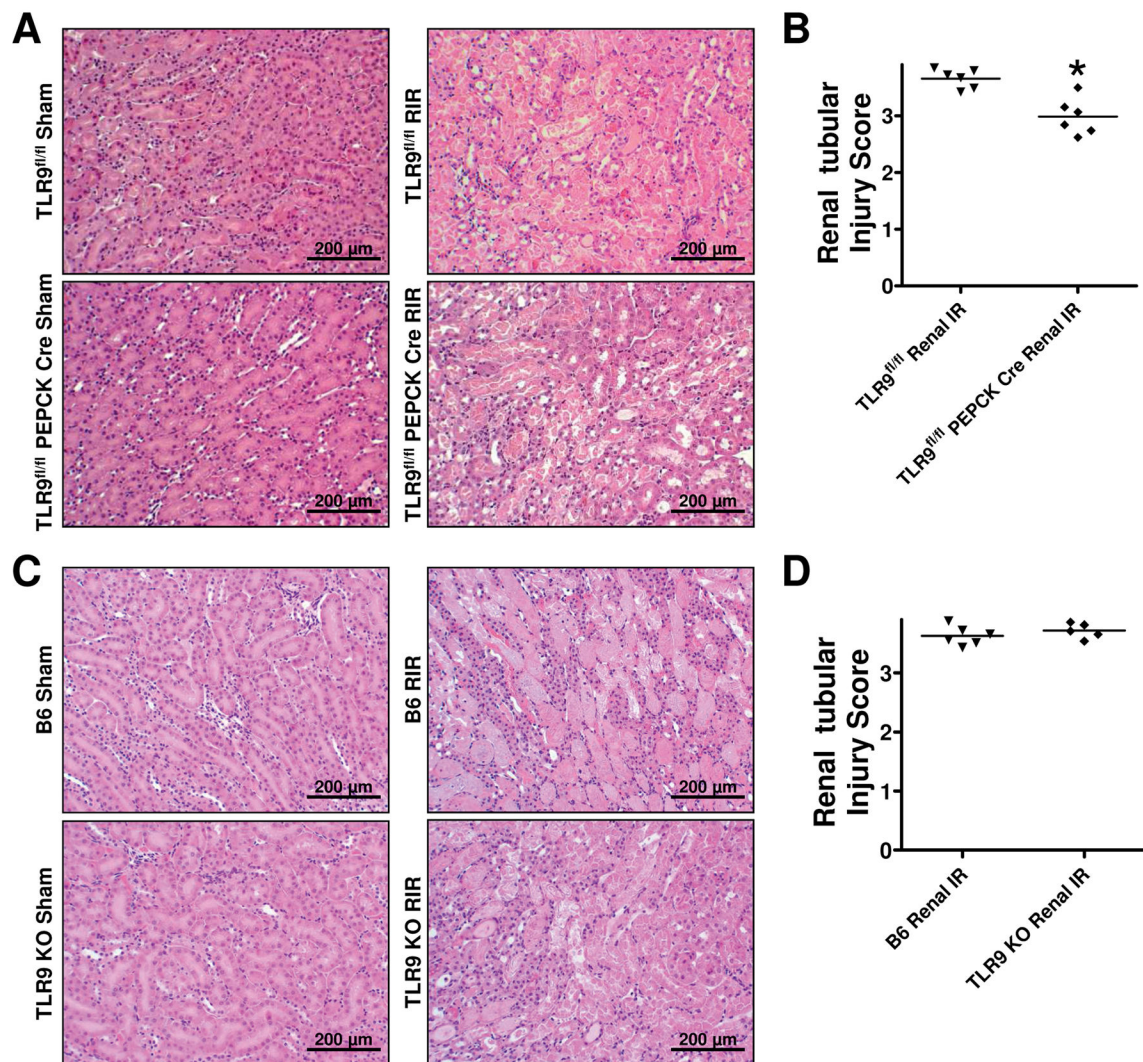 A
TLR9fl/fl Sham
200 µm
TLR9fl/fl RIR
200 µm
TLR9fl/fl PEPCK Cre Sham
200 µm
TLR9fl/fl PEPCK Cre RIR
200 µm
B
Renal tubular
Injury Score
3
2
1
0
*
TLR9fl/fl Renal IR
TLR9fl/fl PEPCK Cre Renal IR
C
B6 Sham
200 µm
B6 RIR
200 µm
TLR9 KO Sham
200 µm
TLR9 KO RIR
200 µm
D
Renal tubular
Injury Score
3
2
1
0
B6 Renal IR
TLR9 KO Renal IR